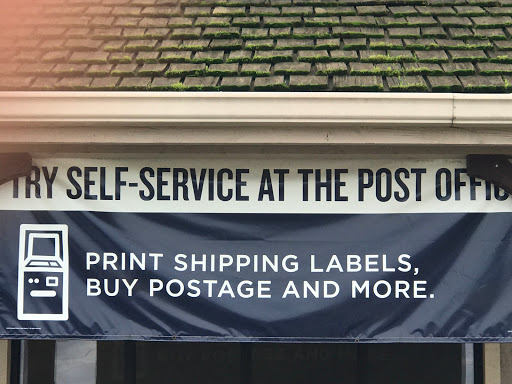 TRY SELF-SERVICE AT THE POST OFFIC
PRINT SHIPPING LABELS,
BUY POSTAGE AND MORE.